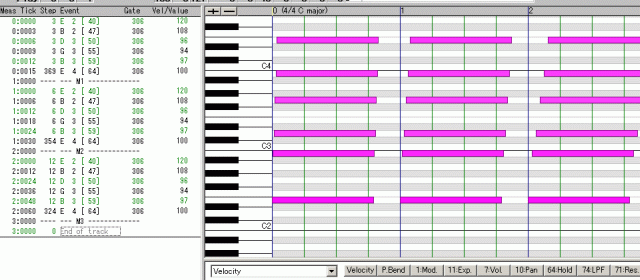 Meas Tick Step Event Gate Vel/Value
0:0000 3 E 2 [ 40] 306 120
0:0003 3 B 2 [ 47] 306 108
0:0006 3 D 3 [ 50] 306 96
0:0009 3 G 3 [ 55] 306 94
0:0012 3 B 3 [ 59] 306 97
0:0015 369 E 4 [ 64] 306 100
1:0000 ---- --- M1 ----------------
1:0000 6 E 2 [ 40] 306 120
1:0006 6 B 2 [ 47] 306 108
1:0012 6 D 3 [ 50] 306 96
1:0018 6 G 3 [ 55] 306 94
1:0024 6 B 3 [ 59] 306 97
1:0030 354 E 4 [ 64] 306 100
2:0000 ---- --- M2 ----------------
2:0000 12 E 2 [ 40] 306 120
2:0012 12 B 2 [ 47] 306 108
2:0024 12 D 3 [ 50] 306 96
2:0036 12 G 3 [ 55] 306 94
2:0048 12 B 3 [ 59] 306 97
2:0060 324 E 4 [ 64] 306 100
3:0000 ---- --- M3 ----------------
3:0000 0 End of track
0 (4/4 C major) 1 2
C4
C3
C2
Velocity Velocity P.Bend 1:Mod. 11:Exp. 7:Vol. 10:Pan 64:Hold 74:LPF 71:Res